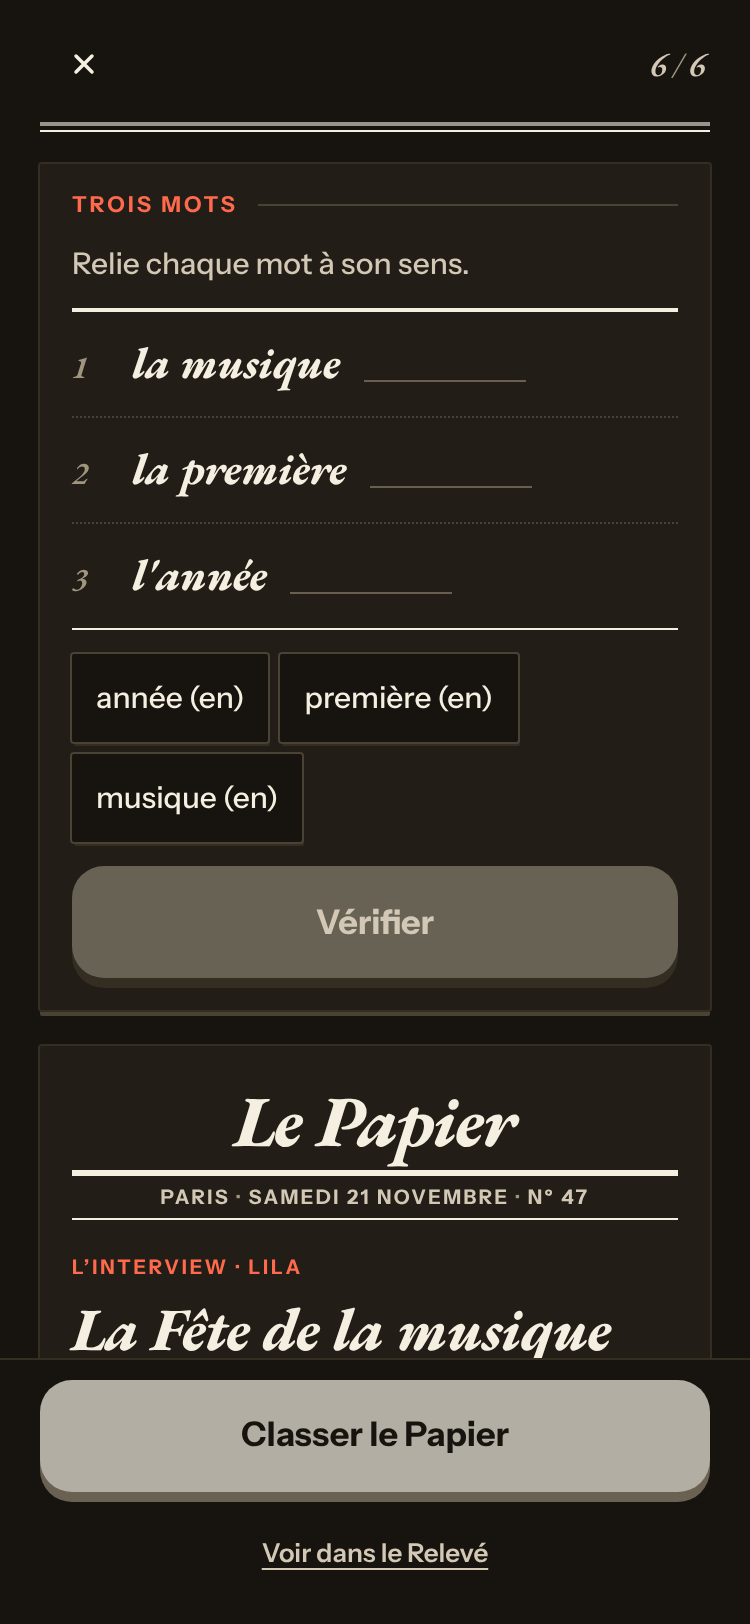 6/6
TROIS MOTS
Relie chaque mot à son sens.
1 la musique
2 la première
3 l'année
année (en) première (en)
musique (en)
Vérifier
Le Papier
PARIS · SAMEDI 21 NOVEMBRE · N° 47
L’INTERVIEW · LILA
La Fête de la musique
Classer le Papier
Voir dans le Relevé